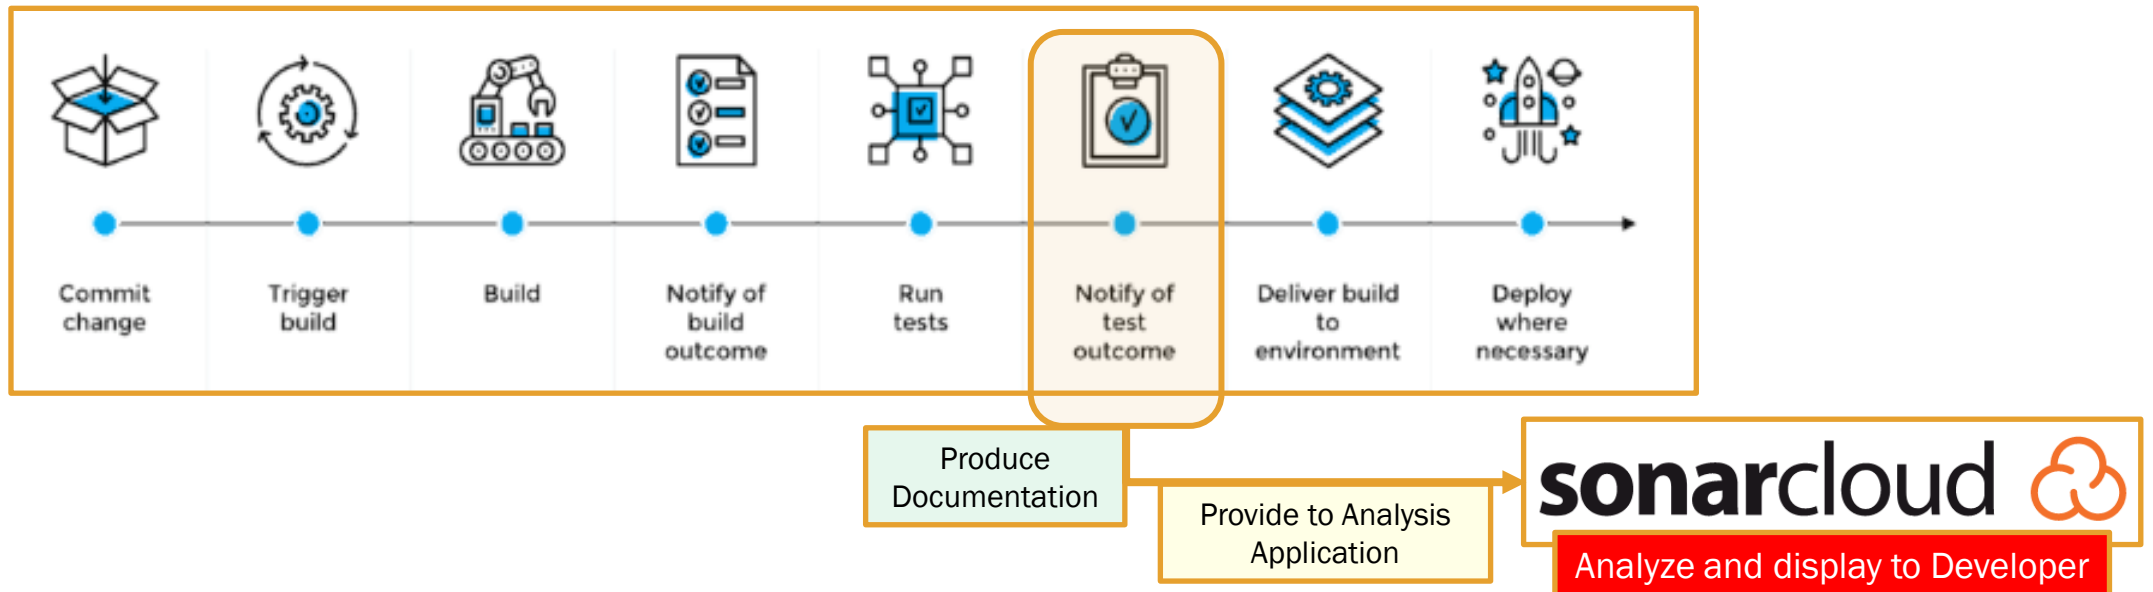 Commit
change
Trigger
build
Build
Notify of
build
outcome
Run
tests
Notify of
test
outcome
Deliver build
to
environment
Deploy
where
necessary
Produce
Documentation
Provide to Analysis
Application
sonarcloud
Analyze and display to Developer